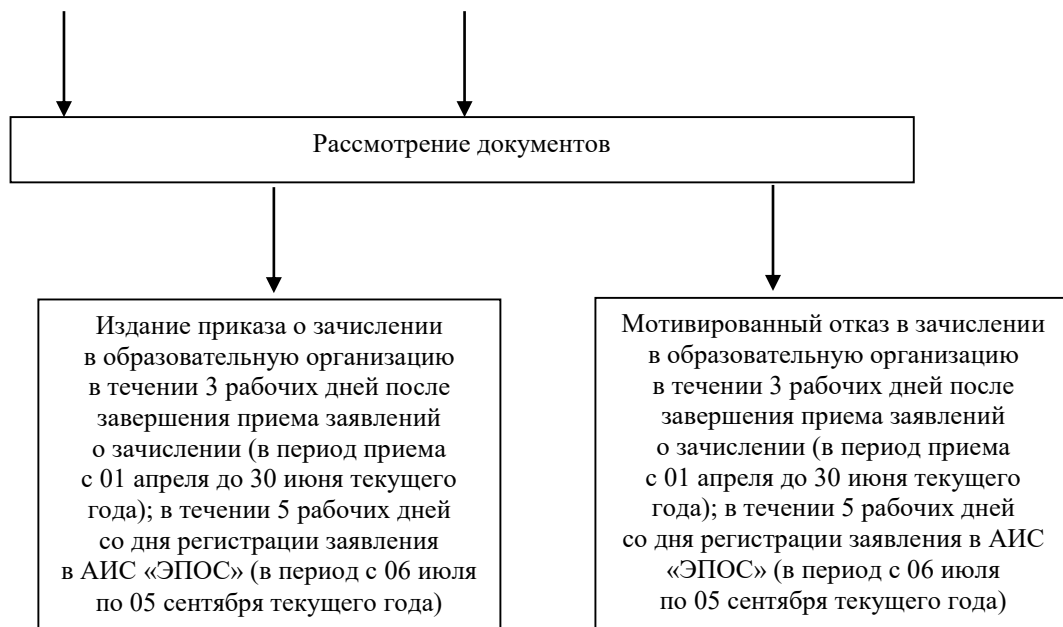 Рассмотрение документов
Издание приказа о зачислении
в образовательную организацию
в течении 3 рабочих дней после
завершения приема заявлений
о зачислении (в период приема
с 01 апреля до 30 июня текущего
года); в течении 5 рабочих дней
со дня регистрации заявления
в АИС «ЭПОС» (в период с 06 июля
по 05 сентября текущего года)
Мотивированный отказ в зачислении
в образовательную организацию
в течении 3 рабочих дней после
завершения приема заявлений
о зачислении (в период приема
с 01 апреля до 30 июня текущего
года); в течении 5 рабочих дней
со дня регистрации заявления в АИС
«ЭПОС» (в период с 06 июля
по 05 сентября текущего года)